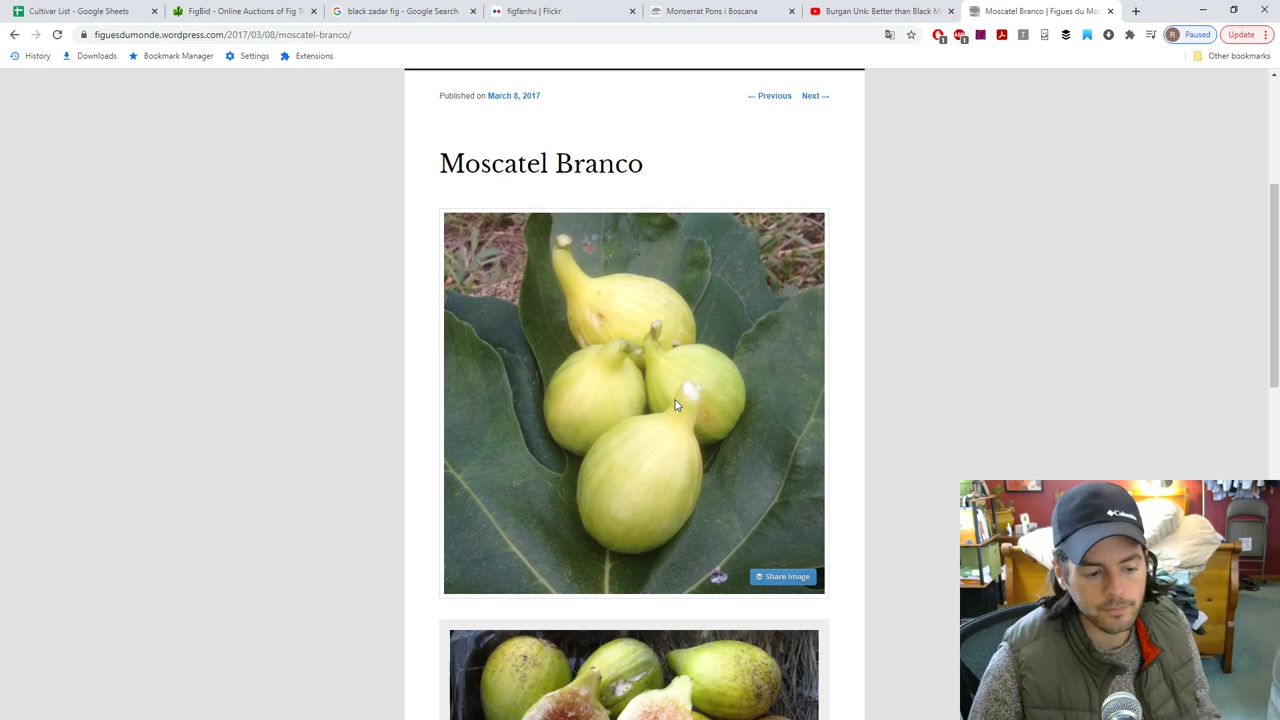 Cultivar List - Google Sheets
FigBid - Online Auctions of Fig Tr
black zadar fig - Google Search
figfanhu | Flickr
Monserrat Pons i Boscana
Burgan Unk: Better than Black M
Moscatel Branco | Figues du Mon
figuesdumonde.wordpress.com/2017/03/08/moscatel-branco/
Paused
Update
History
Downloads
Bookmark Manager
Settings
Extensions
Other bookmarks
Published on March 8, 2017
← Previous Next →
Moscatel Branco
Share Image
Columbia